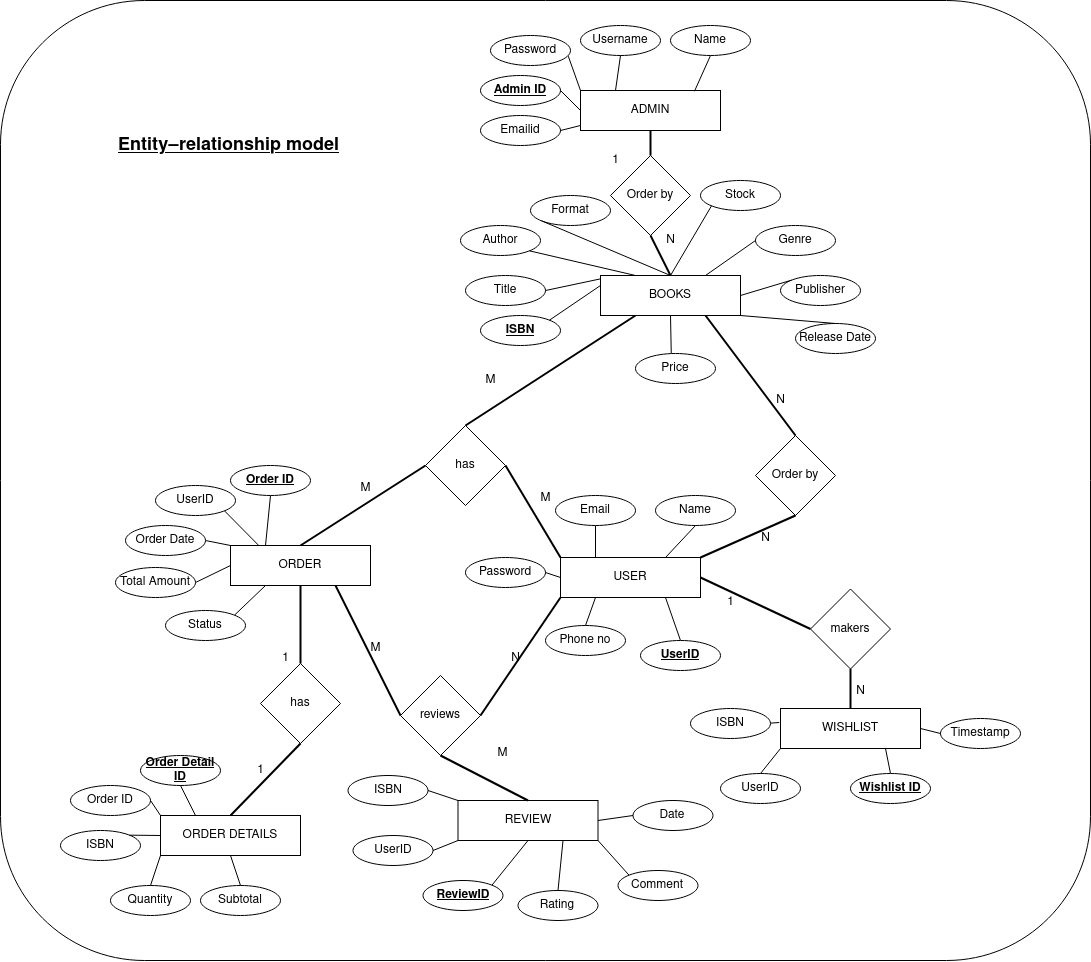 Username
Name
Password
Admin ID
ADMIN
Emailid
Entity–relationship model
1
Order by
Stock
Format
Author
N
Genre
Title
BOOKS
Publisher
ISBN
Release Date
Price
M
N
has
Order by
Order ID
M
M
UserID
Email
Name
Order Date
N
ORDER
Password
USER
Total Amount
1
Status
Phone no
makers
UserID
M
1
N
N
has
reviews
ISBN
WISHLIST
Timestamp
M
Order Detail
ID
1
UserID
Wishlist ID
ISBN
Order ID
Date
REVIEW
ORDER DETAILS
ISBN
UserID
Comment
Quantity
Subtotal
ReviewID
Rating